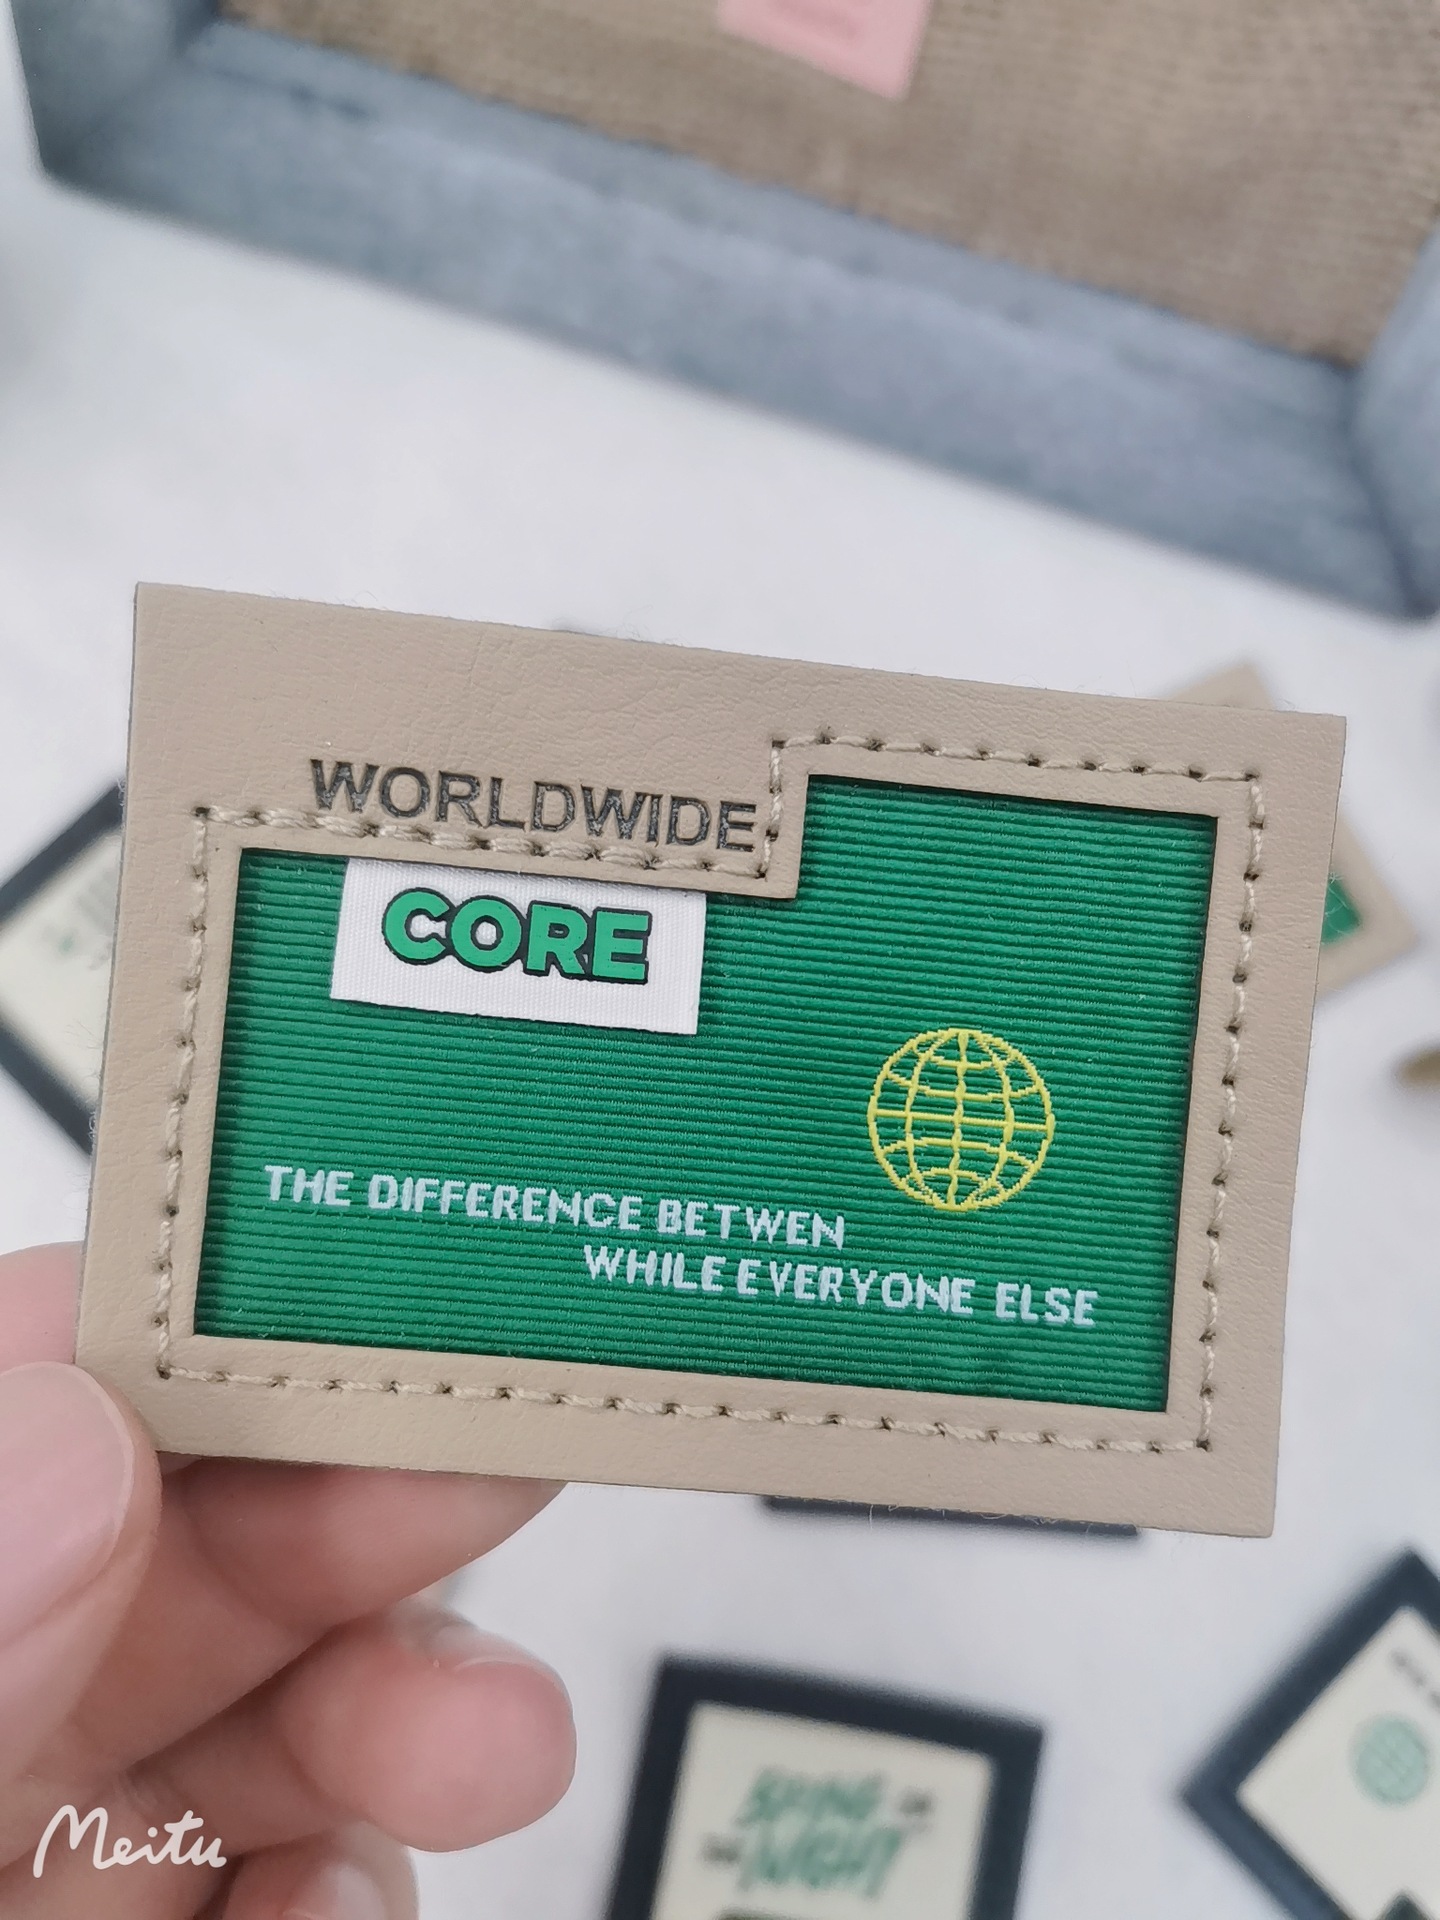 WORLDWIDE
CORE
THE DIFFERENCE BETWEN
WHILE EVERYONE ELSE
Meitu